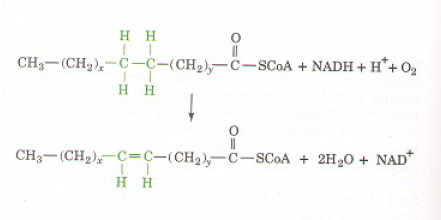 H H O
CH₃—(CH₂)ₓ—C—C—(CH₂)ᵧ—C—SCoA + NADH + H⁺ + O₂
H H
O
CH₃—(CH₂)ₓ—C=C—(CH₂)ᵧ—C—SCoA + 2H₂O + NAD⁺
H H